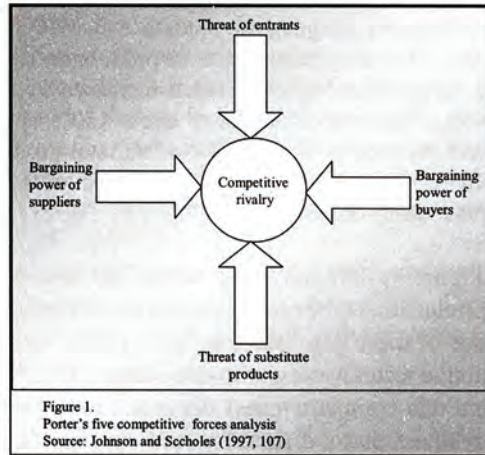 Threat of entrants
Bargaining
power of
suppliers
Competitive
rivalry
Bargaining
power of
buyers
Threat of substitute
products
Figure 1.
Porter's five competitive forces analysis
Source: Johnson and Sccholes (1997, 107)